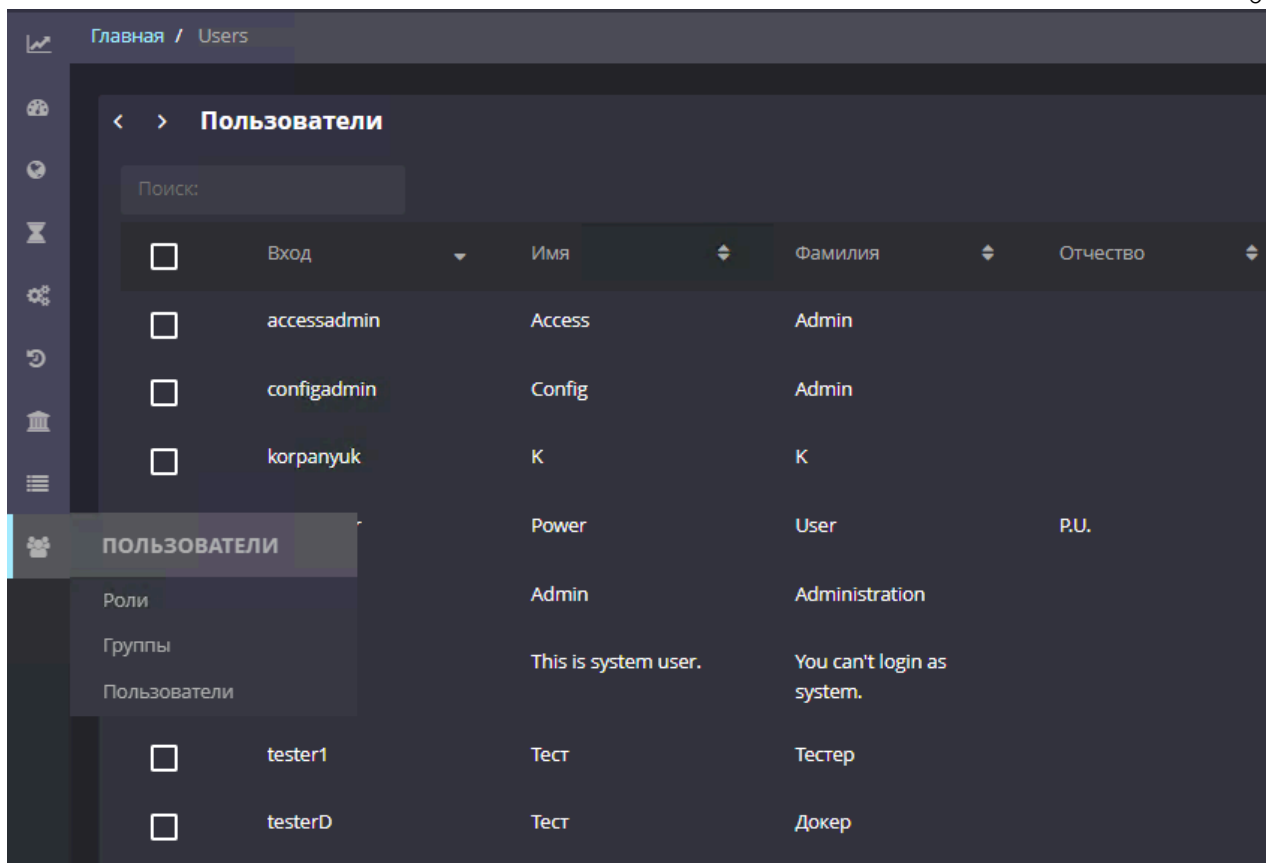 Главная / Users
< > Пользователи
Поиск:
Вход Имя Фамилия Отчество
accessadmin Access Admin
configadmin Config Admin
korpanyuk K K
Power User P.U.
ПОЛЬЗОВАТЕЛИ
Роли Admin Administration
Группы
This is system user. You can't login as
Пользователи system.
tester1 Тест Тестер
testerD Тест Докер